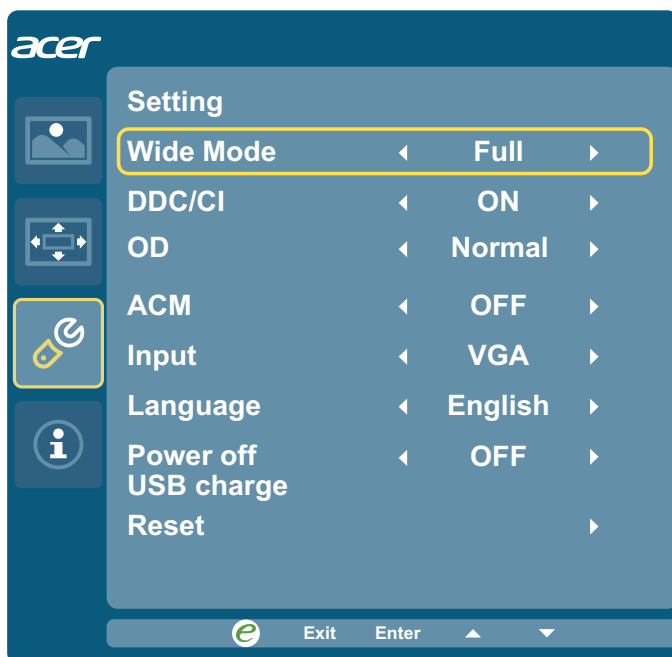 acer
Setting
Wide Mode Full
DDC/CI ON
OD Normal
ACM OFF
Input VGA
Language English
Power off OFF
USB charge
Reset
e Exit Enter